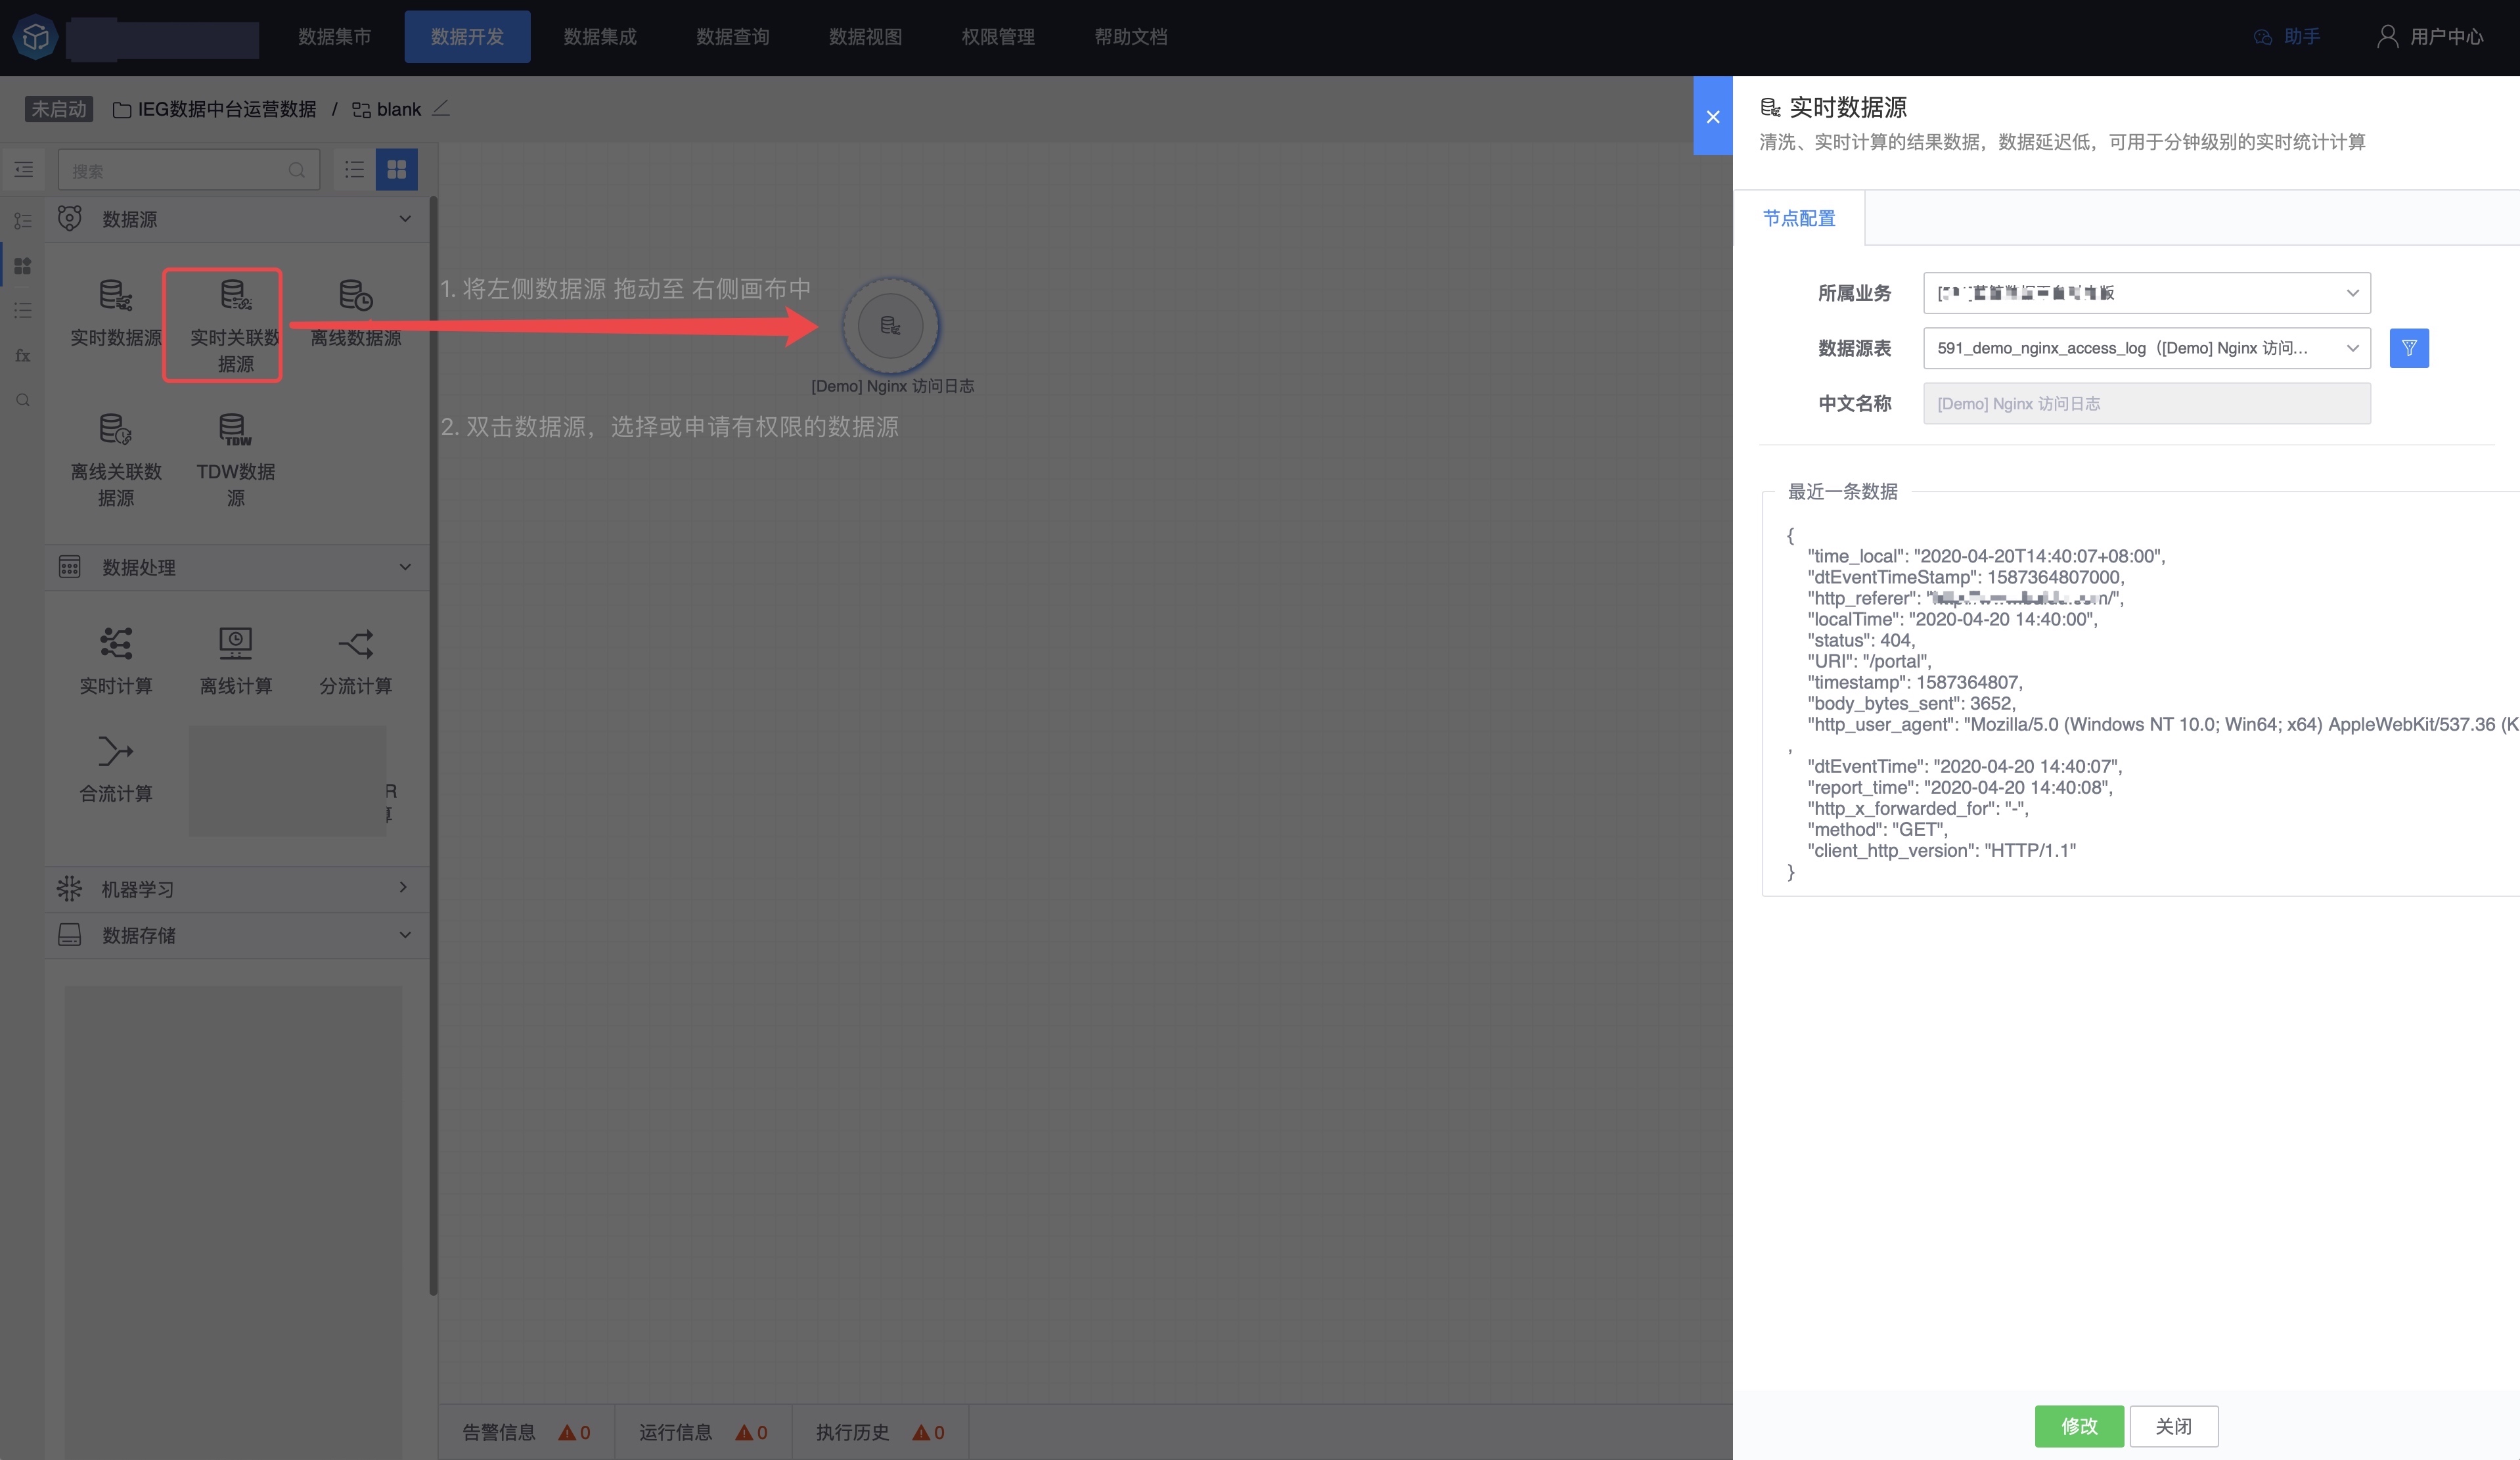 数据集市
数据开发
数据集成
数据查询
数据视图
权限管理
帮助文档
助手
用户中心
未启动
IEG数据中台运营数据 / blank
搜索
数据源
实时数据源
实时关联数
据源
离线数据源
离线关联数
据源
TDW
TDW数据
源
数据处理
实时计算
离线计算
分流计算
合流计算
R
机器学习
数据存储
fx
1. 将左侧数据源 拖动至 右侧画布中
[Demo] Nginx 访问日志
2. 双击数据源，选择或申请有权限的数据源
告警信息 0
运行信息 0
执行历史 0
实时数据源
清洗、实时计算的结果数据，数据延迟低，可用于分钟级别的实时统计计算
节点配置
所属业务
数据源表 591_demo_nginx_access_log（[Demo] Nginx 访问...
中文名称 [Demo] Nginx 访问日志
最近一条数据
{
"time_local": "2020-04-20T14:40:07+08:00",
"dtEventTimeStamp": 1587364807000,
"http_referer": "
/",
"localTime": "2020-04-20 14:40:00",
"status": 404,
"URI": "/portal",
"timestamp": 1587364807,
"body_bytes_sent": 3652,
"http_user_agent": "Mozilla/5.0 (Windows NT 10.0; Win64; x64) AppleWebKit/537.36 (K
,
"dtEventTime": "2020-04-20 14:40:07",
"report_time": "2020-04-20 14:40:08",
"http_x_forwarded_for": "-",
"method": "GET",
"client_http_version": "HTTP/1.1"
}
修改
关闭